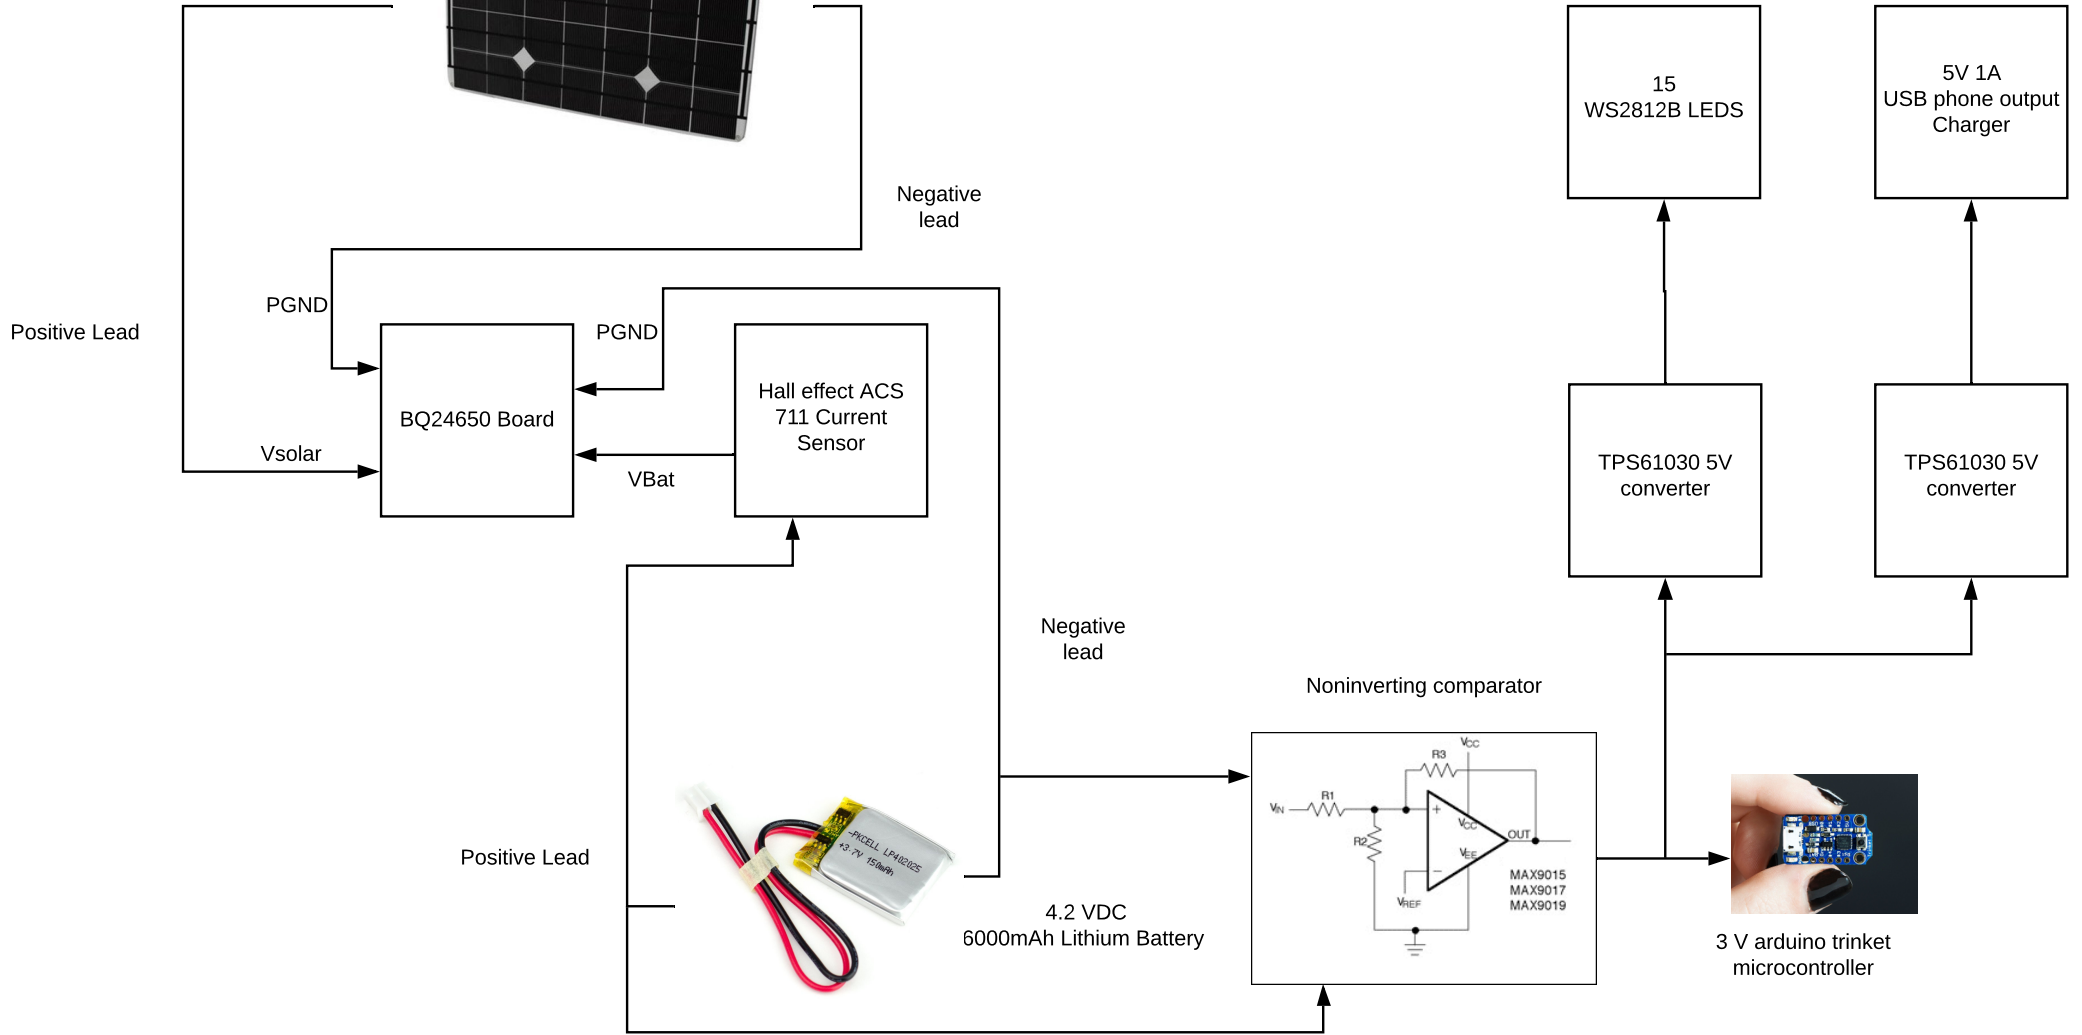 15
WS2812B LEDS
5V 1A
USB phone output
Charger
Negative
lead
PGND
Positive Lead
PGND
BQ24650 Board
Hall effect ACS
711 Current
Sensor
Vsolar
VBat
TPS61030 5V
converter
TPS61030 5V
converter
Negative
lead
Noninverting comparator
VCC
R3
R1
VIN
+
VCC
OUT
R2
VEE
-
VREF
MAX9015
MAX9017
MAX9019
Positive Lead
-PKCELL LP402025
+3.7V 150mAh
4.2 VDC
6000mAh Lithium Battery
3 V arduino trinket
microcontroller